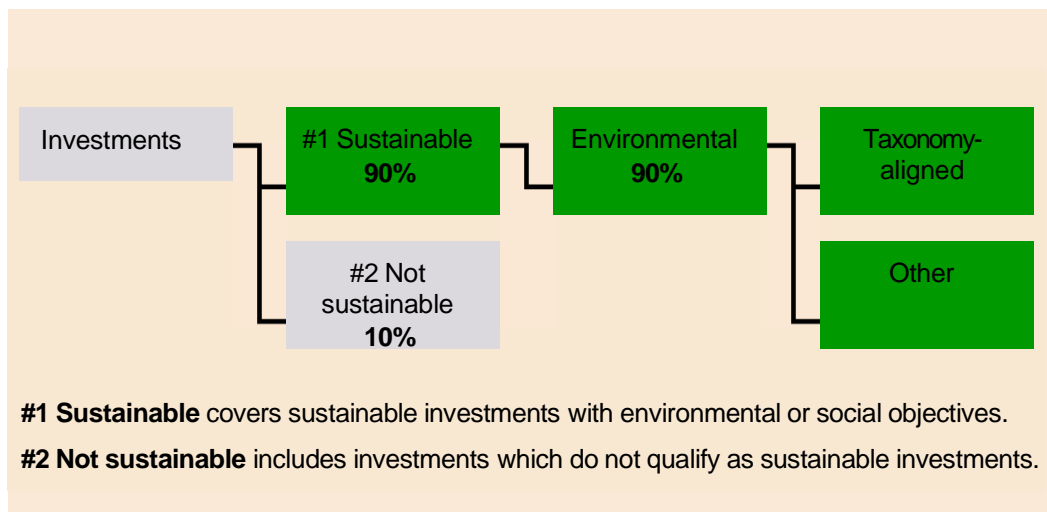 Investments
#1 Sustainable
90%
Environmental
90%
Taxonomy-
aligned
#2 Not
sustainable
10%
Other
#1 Sustainable covers sustainable investments with environmental or social objectives.
#2 Not sustainable includes investments which do not qualify as sustainable investments.